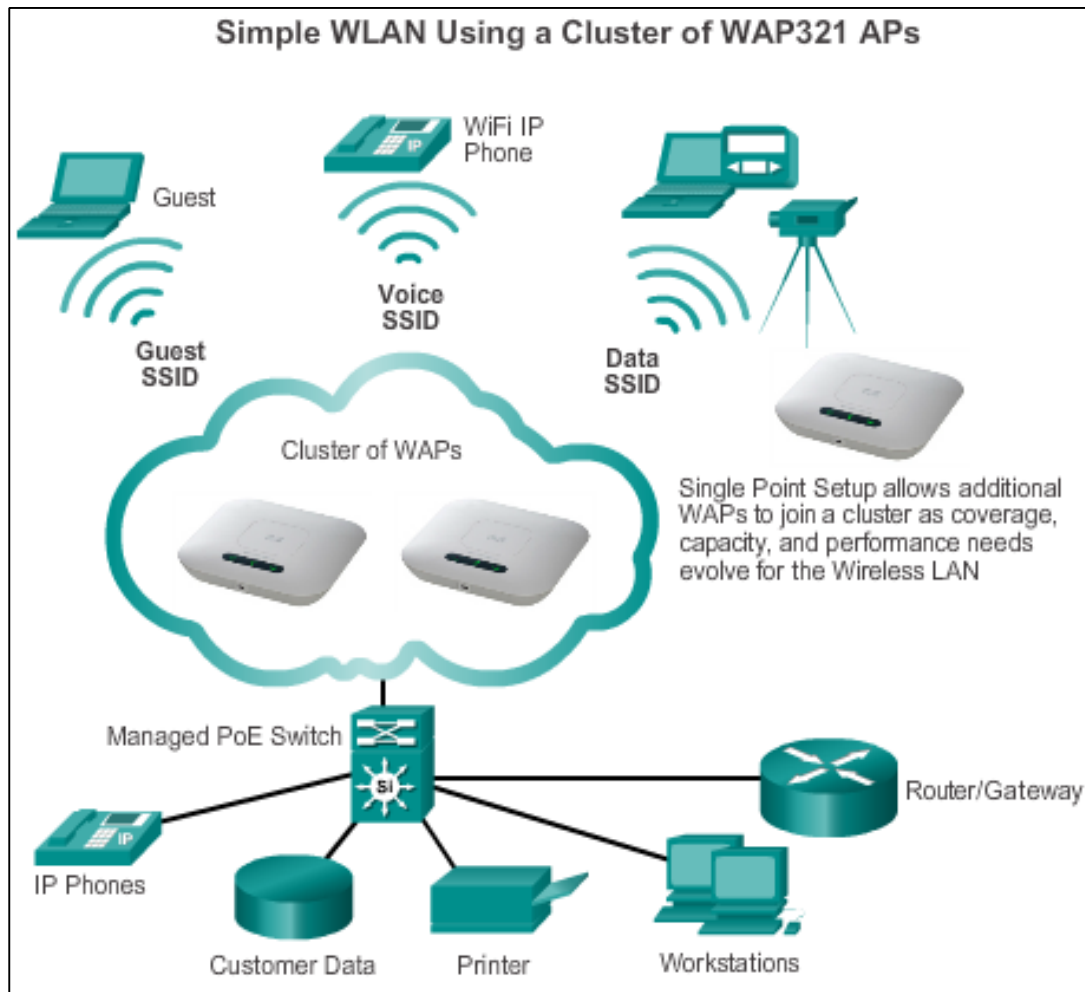 Simple WLAN Using a Cluster of WAP321 APs
Guest
WiFi IP
Phone
IP
Voice
SSID
Guest
SSID
Data
SSID
Cluster of WAPs
Single Point Setup allows additional
WAPs to join a cluster as coverage,
capacity, and performance needs
evolve for the Wireless LAN
Managed PoE Switch
Si
Router/Gateway
IP
IP Phones
Customer Data
Printer
Workstations